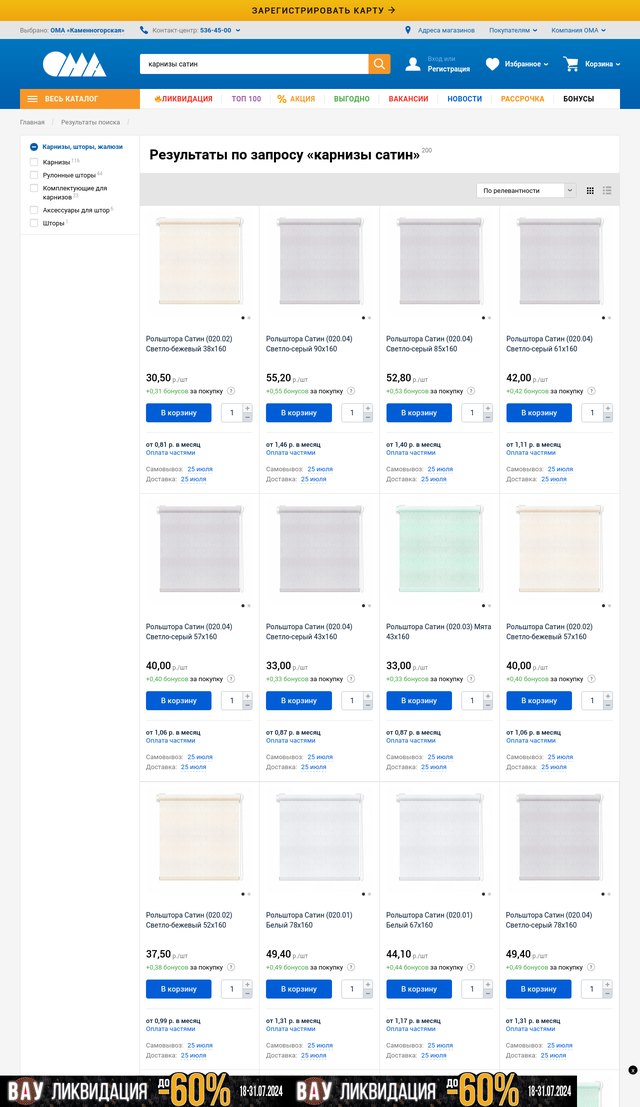 ЗАРЕГИСТРИРОВАТЬ КАРТУ →
Выбрано: ОМА «Каменногорская»
Контакт-центр: 536-45-00
Адреса магазинов
Покупателям
Компания ОМА
ОМА
карнизы сатин
Вход или
Регистрация
Избранное
Корзина
ВЕСЬ КАТАЛОГ
ЛИКВИДАЦИЯ
ТОП 100
% АКЦИЯ
ВЫГОДНО
ВАКАНСИИ
НОВОСТИ
РАССРОЧКА
БОНУСЫ
Главная / Результаты поиска /
Карнизы, шторы, жалюзи
Карнизы 116
Рулонные шторы 44
Комплектующие для
карнизов
Аксессуары для штор
Шторы
Результаты по запросу «карнизы сатин» 200
По релевантности
Рольштора Сатин (020.02)
Светло-бежевый 38x160
30,50 р./шт
+0,31 бонусов за покупку ?
В корзину 1 + −
от 0,81 р. в месяц
Оплата частями
Самовывоз: 25 июля
Доставка: 25 июля
Рольштора Сатин (020.04)
Светло-серый 90x160
55,20 р./шт
+0,55 бонусов за покупку ?
В корзину 1 + −
от 1,46 р. в месяц
Оплата частями
Самовывоз: 25 июля
Доставка: 25 июля
Рольштора Сатин (020.04)
Светло-серый 85x160
52,80 р./шт
+0,53 бонусов за покупку ?
В корзину 1 + −
от 1,40 р. в месяц
Оплата частями
Самовывоз: 25 июля
Доставка: 25 июля
Рольштора Сатин (020.04)
Светло-серый 61x160
42,00 р./шт
+0,42 бонусов за покупку ?
В корзину 1 + −
от 1,11 р. в месяц
Оплата частями
Самовывоз: 25 июля
Доставка: 25 июля
Рольштора Сатин (020.04)
Светло-серый 57x160
40,00 р./шт
+0,40 бонусов за покупку ?
В корзину 1 + −
от 1,06 р. в месяц
Оплата частями
Самовывоз: 25 июля
Доставка: 25 июля
Рольштора Сатин (020.04)
Светло-серый 43x160
33,00 р./шт
+0,33 бонусов за покупку ?
В корзину 1 + −
от 0,87 р. в месяц
Оплата частями
Самовывоз: 25 июля
Доставка: 25 июля
Рольштора Сатин (020.03) Мята
43x160
33,00 р./шт
+0,33 бонусов за покупку ?
В корзину 1 + −
от 0,87 р. в месяц
Оплата частями
Самовывоз: 25 июля
Доставка: 25 июля
Рольштора Сатин (020.02)
Светло-бежевый 57x160
40,00 р./шт
+0,40 бонусов за покупку ?
В корзину 1 + −
от 1,06 р. в месяц
Оплата частями
Самовывоз: 25 июля
Доставка: 25 июля
Рольштора Сатин (020.02)
Светло-бежевый 52x160
37,50 р./шт
+0,38 бонусов за покупку ?
В корзину 1 + −
от 0,99 р. в месяц
Оплата частями
Самовывоз: 25 июля
Доставка: 25 июля
Рольштора Сатин (020.01)
Белый 78x160
49,40 р./шт
+0,49 бонусов за покупку ?
В корзину 1 + −
от 1,31 р. в месяц
Оплата частями
Самовывоз: 25 июля
Доставка: 25 июля
Рольштора Сатин (020.01)
Белый 67x160
44,10 р./шт
+0,44 бонусов за покупку ?
В корзину 1 + −
от 1,17 р. в месяц
Оплата частями
Самовывоз: 25 июля
Доставка: 25 июля
Рольштора Сатин (020.04)
Светло-серый 78x160
49,40 р./шт
+0,49 бонусов за покупку ?
В корзину 1 + −
от 1,31 р. в месяц
Оплата частями
Самовывоз: 25 июля
Доставка: 25 июля
ВАУ ЛИКВИДАЦИЯ до -60% 18-31.07.2024
ВАУ ЛИКВИДАЦИЯ до -60% 18-31.07.2024
x